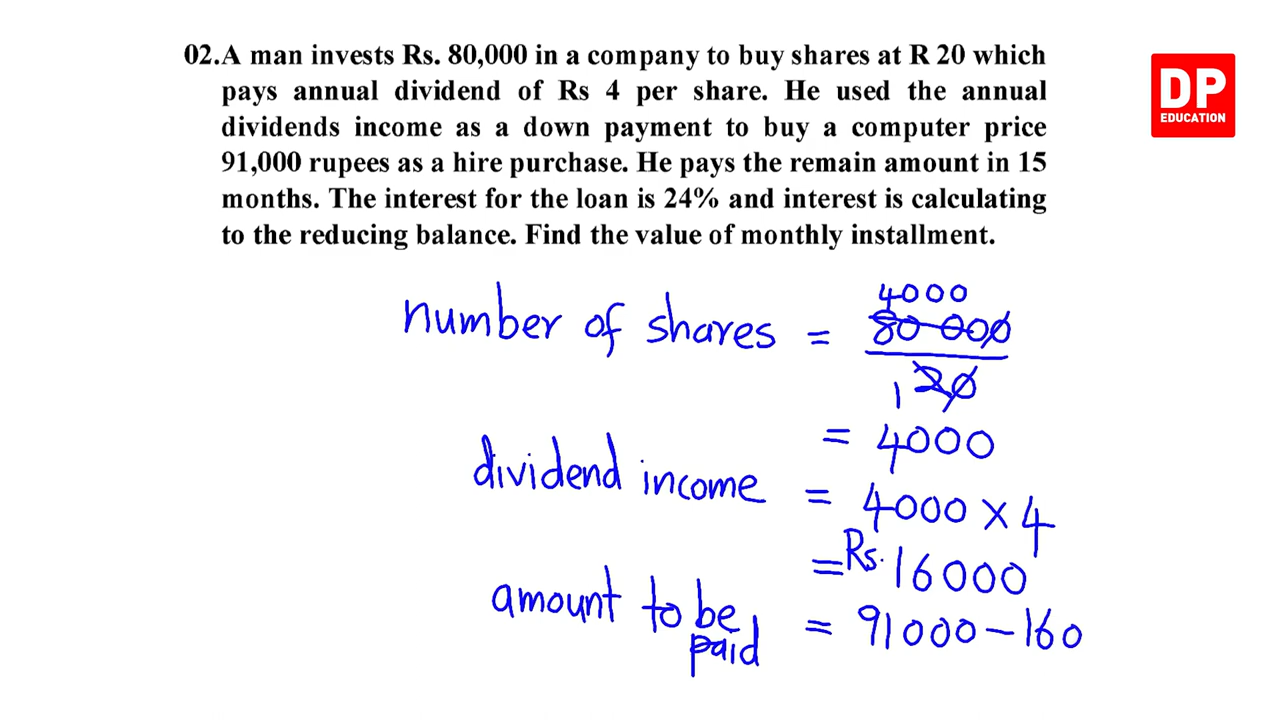 02.A man invests Rs. 80,000 in a company to buy shares at R 20 which
pays annual dividend of Rs 4 per share. He used the annual
dividends income as a down payment to buy a computer price
91,000 rupees as a hire purchase. He pays the remain amount in 15
months. The interest for the loan is 24% and interest is calculating
to the reducing balance. Find the value of monthly installment.
DP
EDUCATION
4000
number of shares = 80 000
1 20
= 4000
dividend income = 4000 × 4
= Rs. 16000
amount to be paid = 91000 - 160